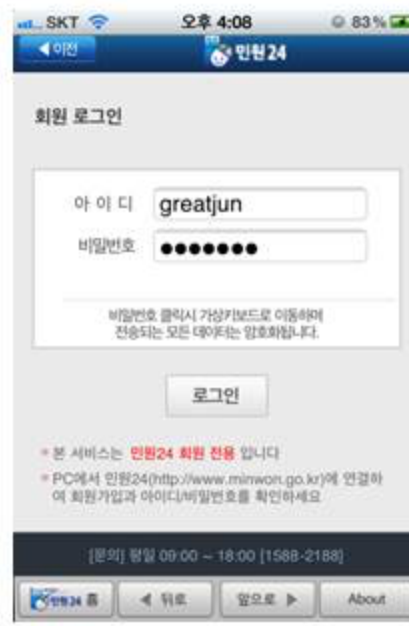 SKT 오후 4:08 83%
이전 민원24
회원 로그인
아 이 디 greatjun
비밀번호 ●●●●●●●
비밀번호 클릭시 가상키보드로 이동하며
전송되는 모든 데이터는 암호화됩니다.
로그인
* 본 서비스는 민원24 회원 전용 입니다
* PC에서 민원24(http://www.minwon.go.kr)에 연결하
여 회원가입과 아이디/비밀번호를 확인하세요
[문의] 평일 09:00 ~ 18:00 [1588-2188]
민원24 홈 ◀ 뒤로 앞으로 ▶ About